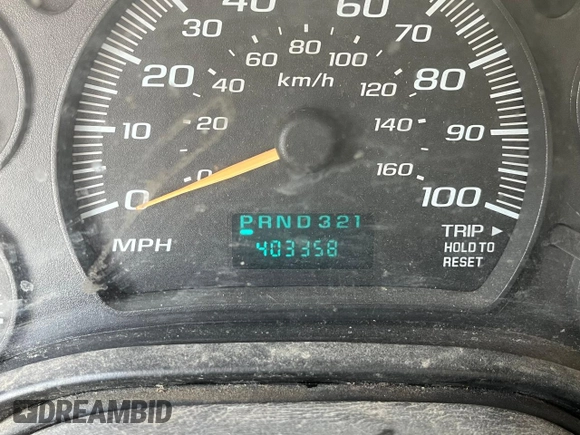 40 60
30 70
60 80 100
20 40 km/h 120 80
10 20 140 90
0 0 160 100
PRND321
403358
MPH
TRIP ►
HOLD TO
RESET
DREAMBID